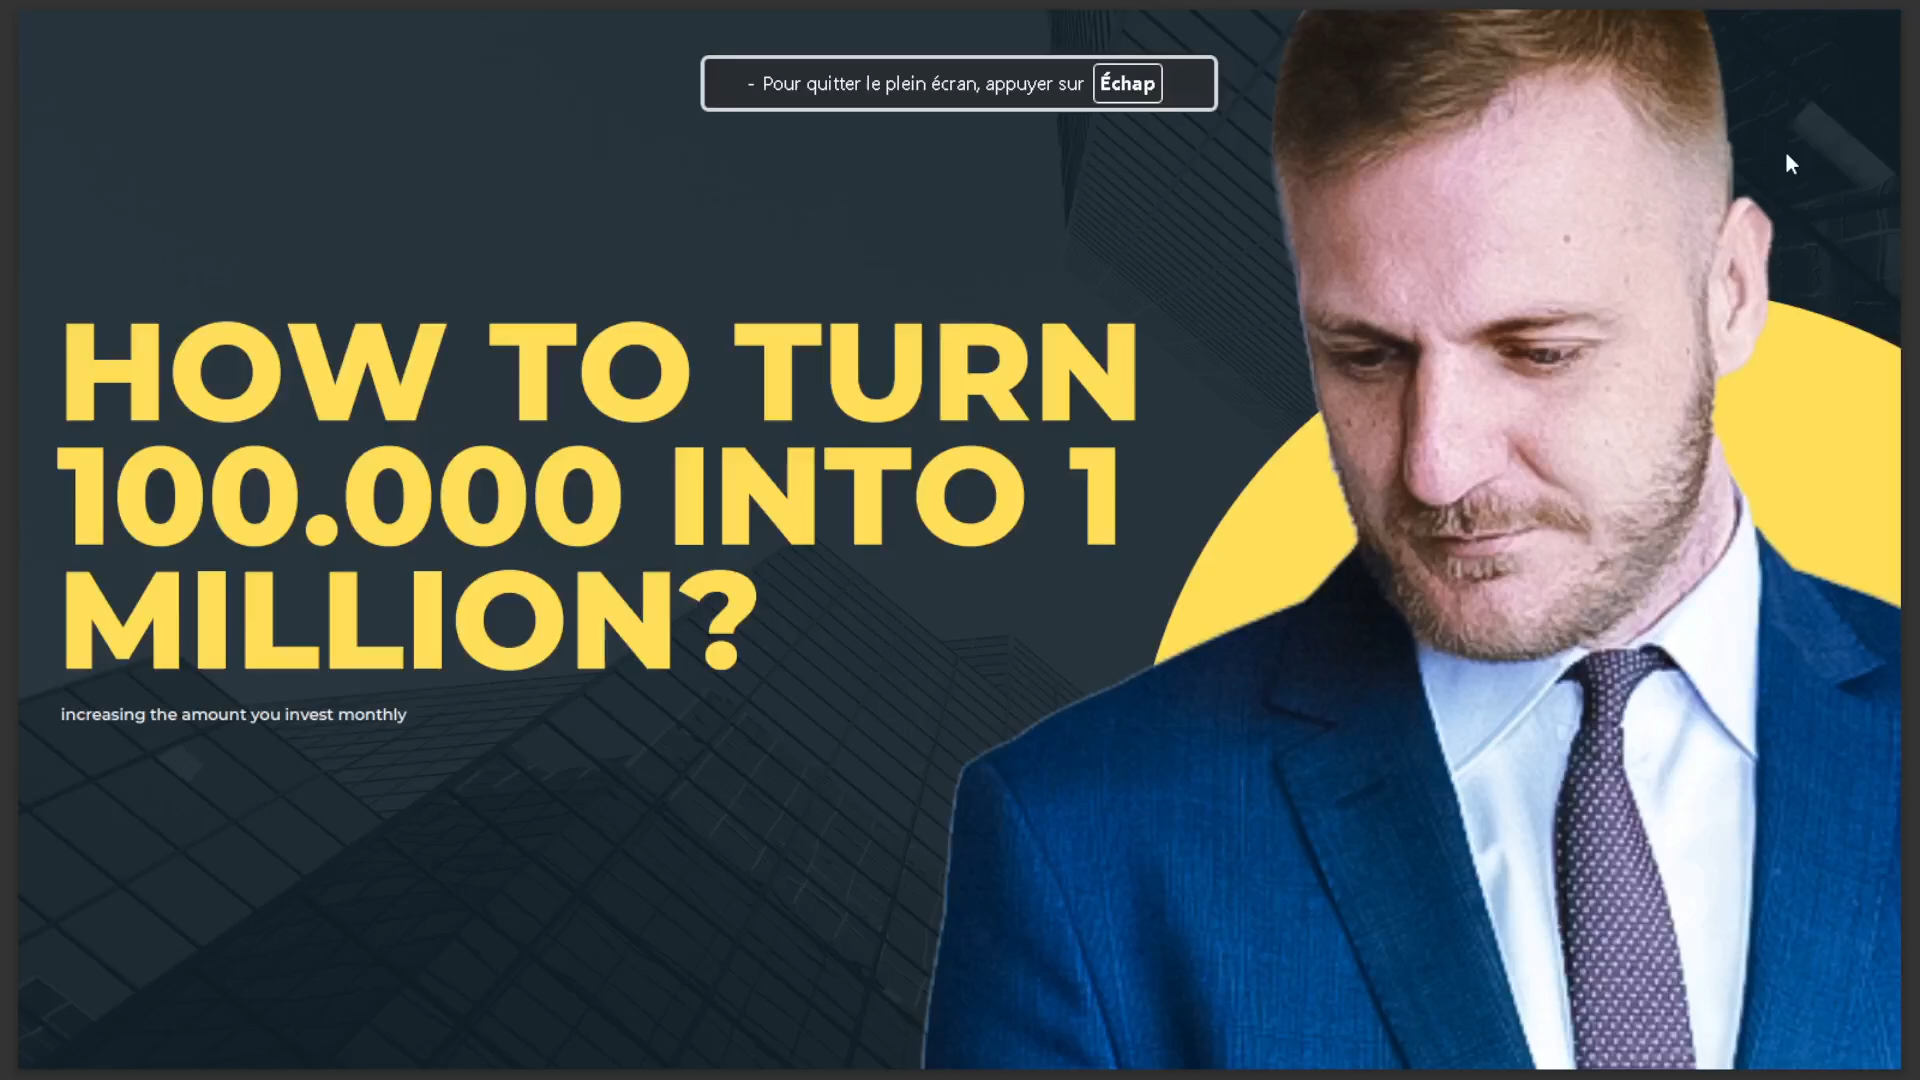 - Pour quitter le plein écran, appuyer sur Échap
HOW TO TURN
100.000 INTO 1
MILLION?
increasing the amount you invest monthly